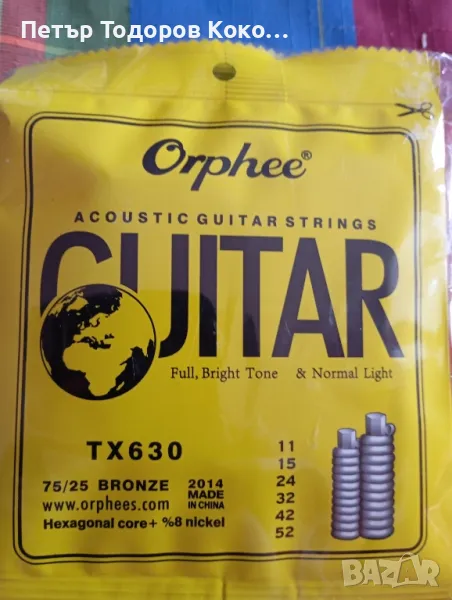 Петър Тодоров Коко...
Orphee®
ACOUSTIC GUITAR STRINGS
GUITAR
Full, Bright Tone & Normal Light
TX630
75/25 BRONZE 2014 MADE IN CHINA
www.orphees.com
Hexagonal core+ %8 nickel
11
15
24
32
42
52
BAZAR